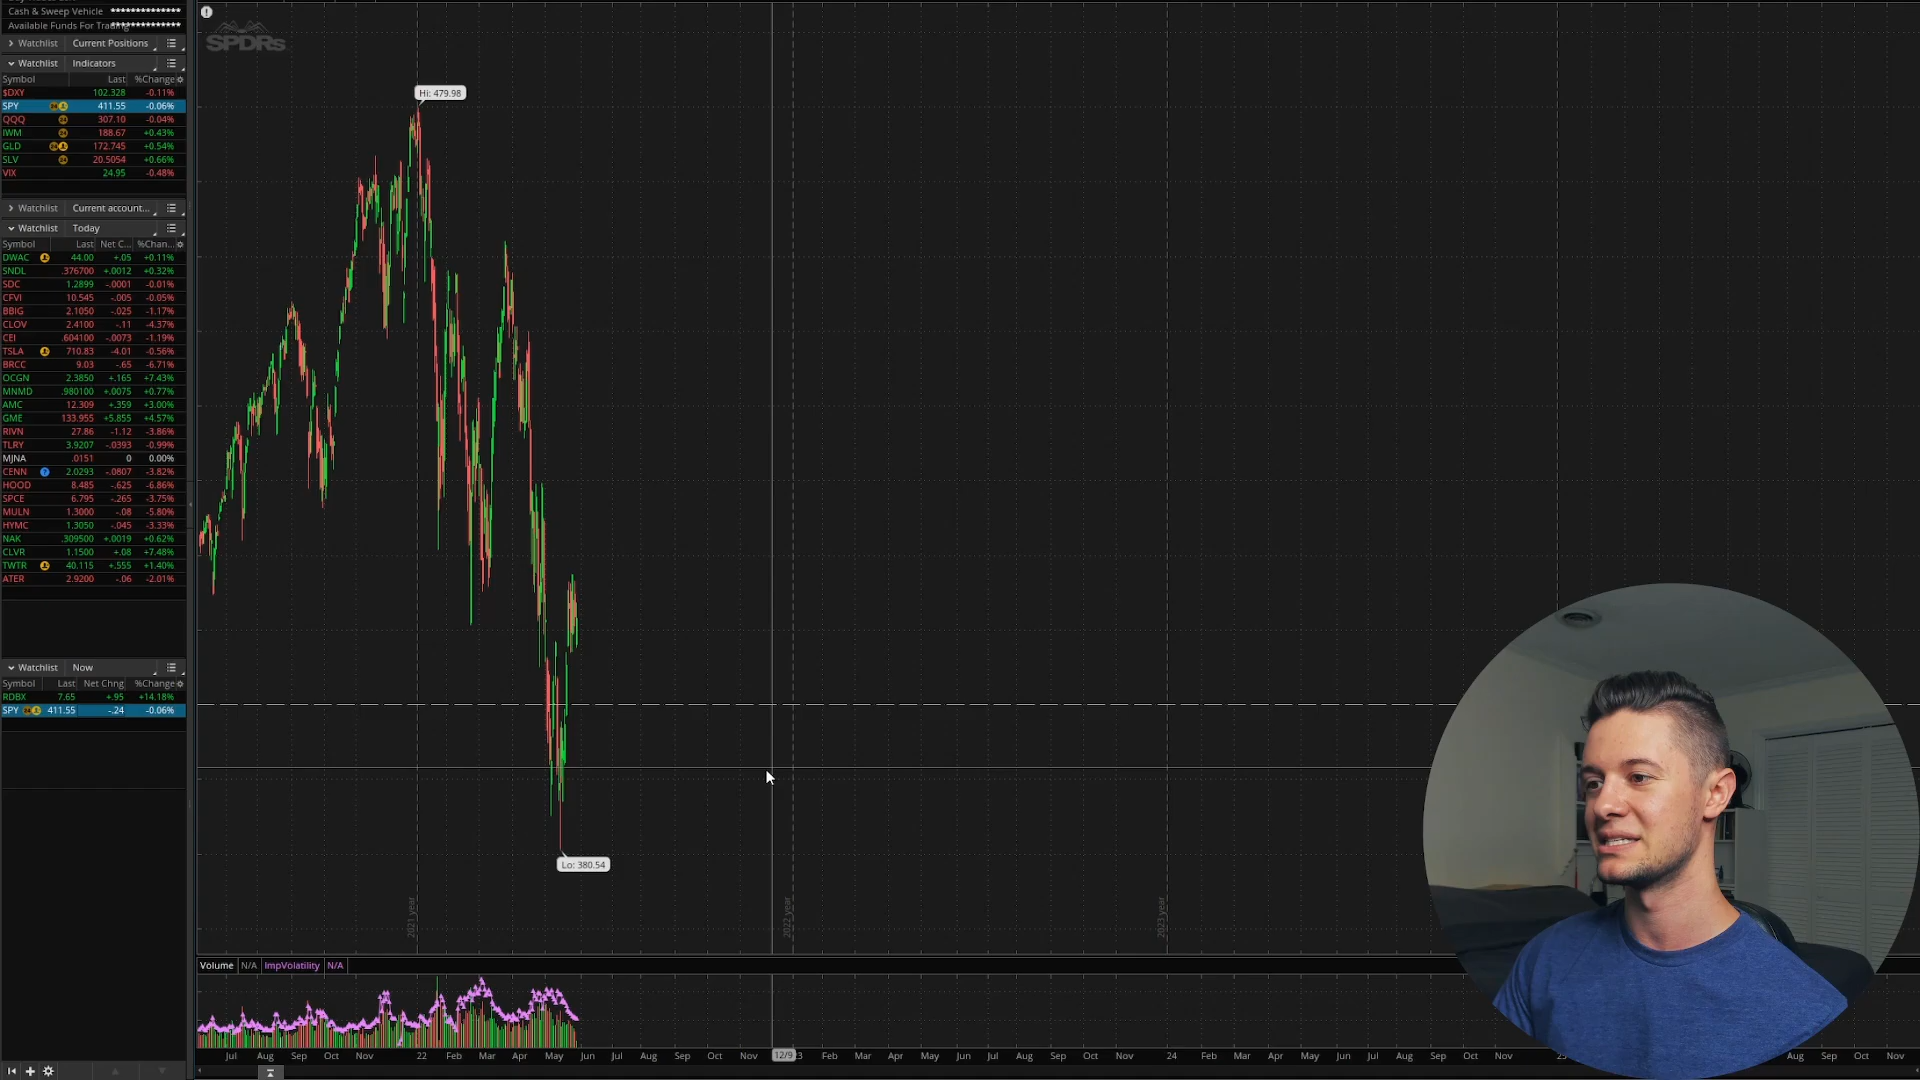 Cash & Sweep Vehicle **************
Available Funds For Trading **************
Watchlist Current Positions
Watchlist Indicators
Symbol Last %Change
$DXY 102.328 -0.11%
SPY 411.55 -0.06%
QQQ 307.10 -0.04%
IWM 188.67 +0.43%
GLD 172.745 +0.54%
SLV 20.5054 +0.66%
VIX 24.95 -0.48%
Watchlist Current account...
Watchlist Today
Symbol Last Net C... %Chan...
DWAC 44.00 +.05 +0.11%
SNDL .376700 +.0012 +0.32%
SDC 1.2899 -.0001 -0.01%
CFVI 10.545 -.005 -0.05%
BBIG 2.1050 -.025 -1.17%
CLOV 2.4100 -.11 -4.37%
CEI .604100 -.0073 -1.19%
TSLA 710.83 -4.01 -0.56%
BRCC 9.03 -.65 -6.71%
OCGN 2.3850 +.165 +7.43%
MNMD .980100 +.0075 +0.77%
AMC 12.309 +.359 +3.00%
GME 133.955 +5.855 +4.57%
RIVN 27.86 -1.12 -3.86%
TLRY 3.9207 -.0393 -0.99%
MJNA .0151 0 0.00%
CENN 2.0293 -.0807 -3.82%
HOOD 8.485 -.625 -6.86%
SPCE 6.795 -.265 -3.75%
MULN 1.3000 -.08 -5.80%
HYMC 1.3050 -.045 -3.33%
NAK .309500 +.0019 +0.62%
CLVR 1.1500 +.08 +7.48%
TWTR 40.115 +.555 +1.40%
ATER 2.9200 -.06 -2.01%
Watchlist Now
Symbol Last Net Chng %Change
RDBX 7.65 +.95 +14.18%
SPY 411.55 -.24 -0.06%
SPDRs
Hi: 479.98
Lo: 380.54
2021 year
2022 year
2023 year
Volume N/A ImpVolatility N/A
Jul Aug Sep Oct Nov 22 Feb Mar Apr May Jun Jul Aug Sep Oct Nov 12/9 3 Feb Mar Apr May Jun Jul Aug Sep Oct Nov 24 Feb Mar Apr May Jun Jul Aug Sep Oct Nov Aug Sep Oct Nov